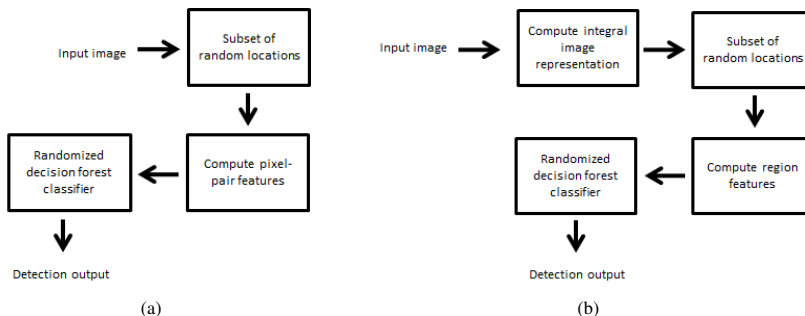 Input image
Subset of
random locations
Compute pixel-
pair features
Randomized
decision forest
classifier
Detection output
(a)
Input image
Compute integral
image
representation
Subset of
random locations
Compute region
features
Randomized
decision forest
classifier
Detection output
(b)